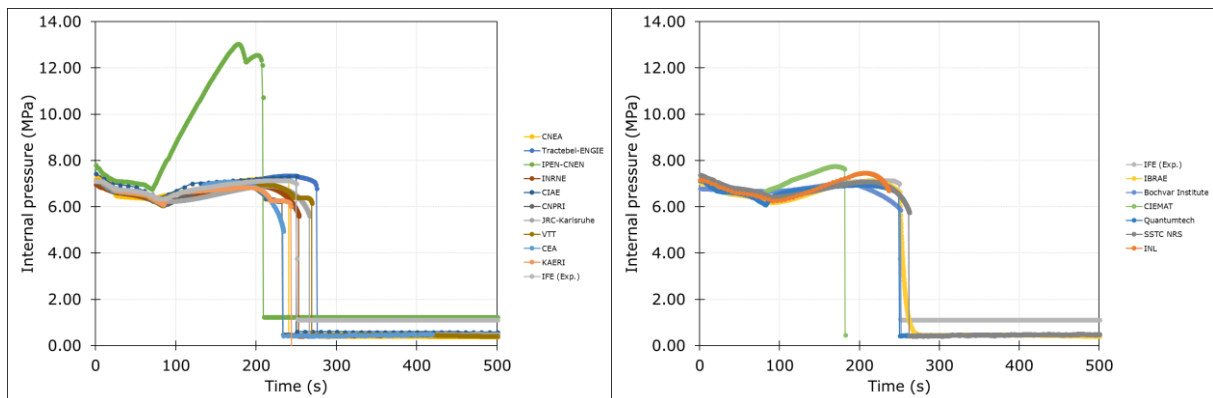 Internal pressure (MPa)
14.00
12.00
10.00
8.00
6.00
4.00
2.00
0.00
0 100 200 300 400 500
Time (s)
CNEA
Tractebel-ENGIE
IPEN-CNEN
INRNE
CIAE
CNPRI
JRC-Karlsruhe
VTT
CEA
KAERI
IFE (Exp.)
Internal pressure (MPa)
14.00
12.00
10.00
8.00
6.00
4.00
2.00
0.00
0 100 200 300 400 500
Time (s)
IFE (Exp.)
IBRAE
Bochvar Institute
CIEMAT
Quantumtech
SSTC NRS
INL